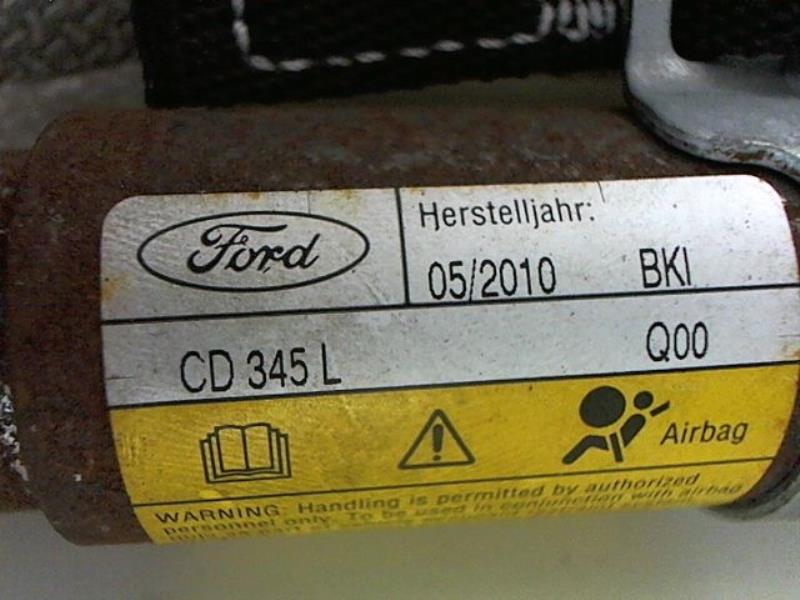 Ford
Herstelljahr:
05/2010 BKI
CD 345 L Q00
Airbag
WARNING: Handling is permitted by authorized
personnel only. To be used in conjunction with airbag